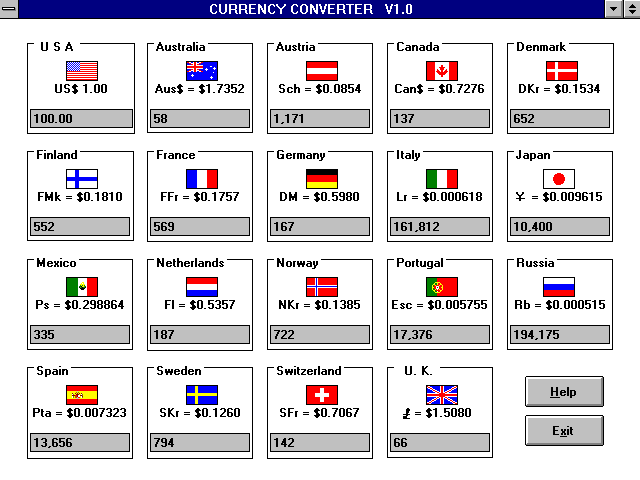 CURRENCY CONVERTER V1.0
U S A
US$ 1.00
100.00
Australia
Aus$ = $1.7352
58
Austria
Sch = $0.0854
1,171
Canada
Can$ = $0.7276
137
Denmark
DKr = $0.1534
652
Finland
FMk = $0.1810
552
France
FFr = $0.1757
569
Germany
DM = $0.5980
167
Italy
Lr = $0.000618
161,812
Japan
¥ = $0.009615
10,400
Mexico
Ps = $0.298864
335
Netherlands
Fl = $0.5357
187
Norway
NKr = $0.1385
722
Portugal
Esc = $0.005755
17,376
Russia
Rb = $0.000515
194,175
Spain
Pta = $0.007323
13,656
Sweden
SKr = $0.1260
794
Switzerland
SFr = $0.7067
142
U. K.
£ = $1.5080
66
Help
Exit